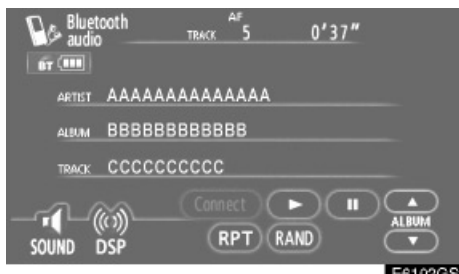 Bluetooth audio
AF
TRACK 5 0'37"
BT
ARTIST AAAAAAAAAAAAAA
ALBUM BBBBBBBBBBBB
TRACK CCCCCCCCCC
Connect
ALBUM
SOUND DSP RPT RAND